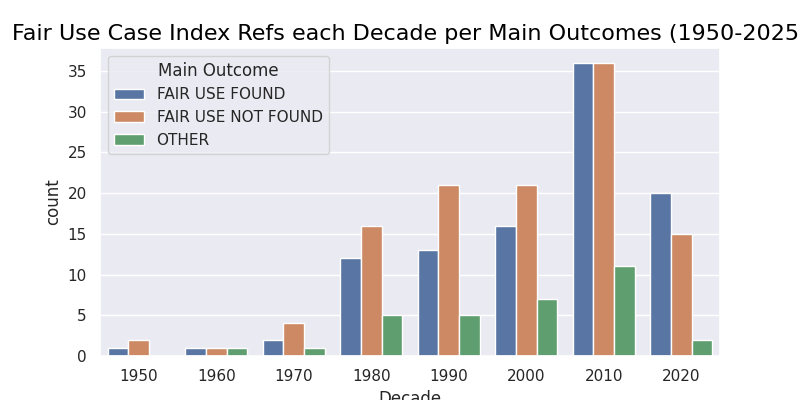 Fair Use Case Index Refs each Decade per Main Outcomes (1950-2025
Main Outcome
FAIR USE FOUND
FAIR USE NOT FOUND
OTHER
count
35
30
25
20
15
10
5
0
1950 1960 1970 1980 1990 2000 2010 2020
Decade